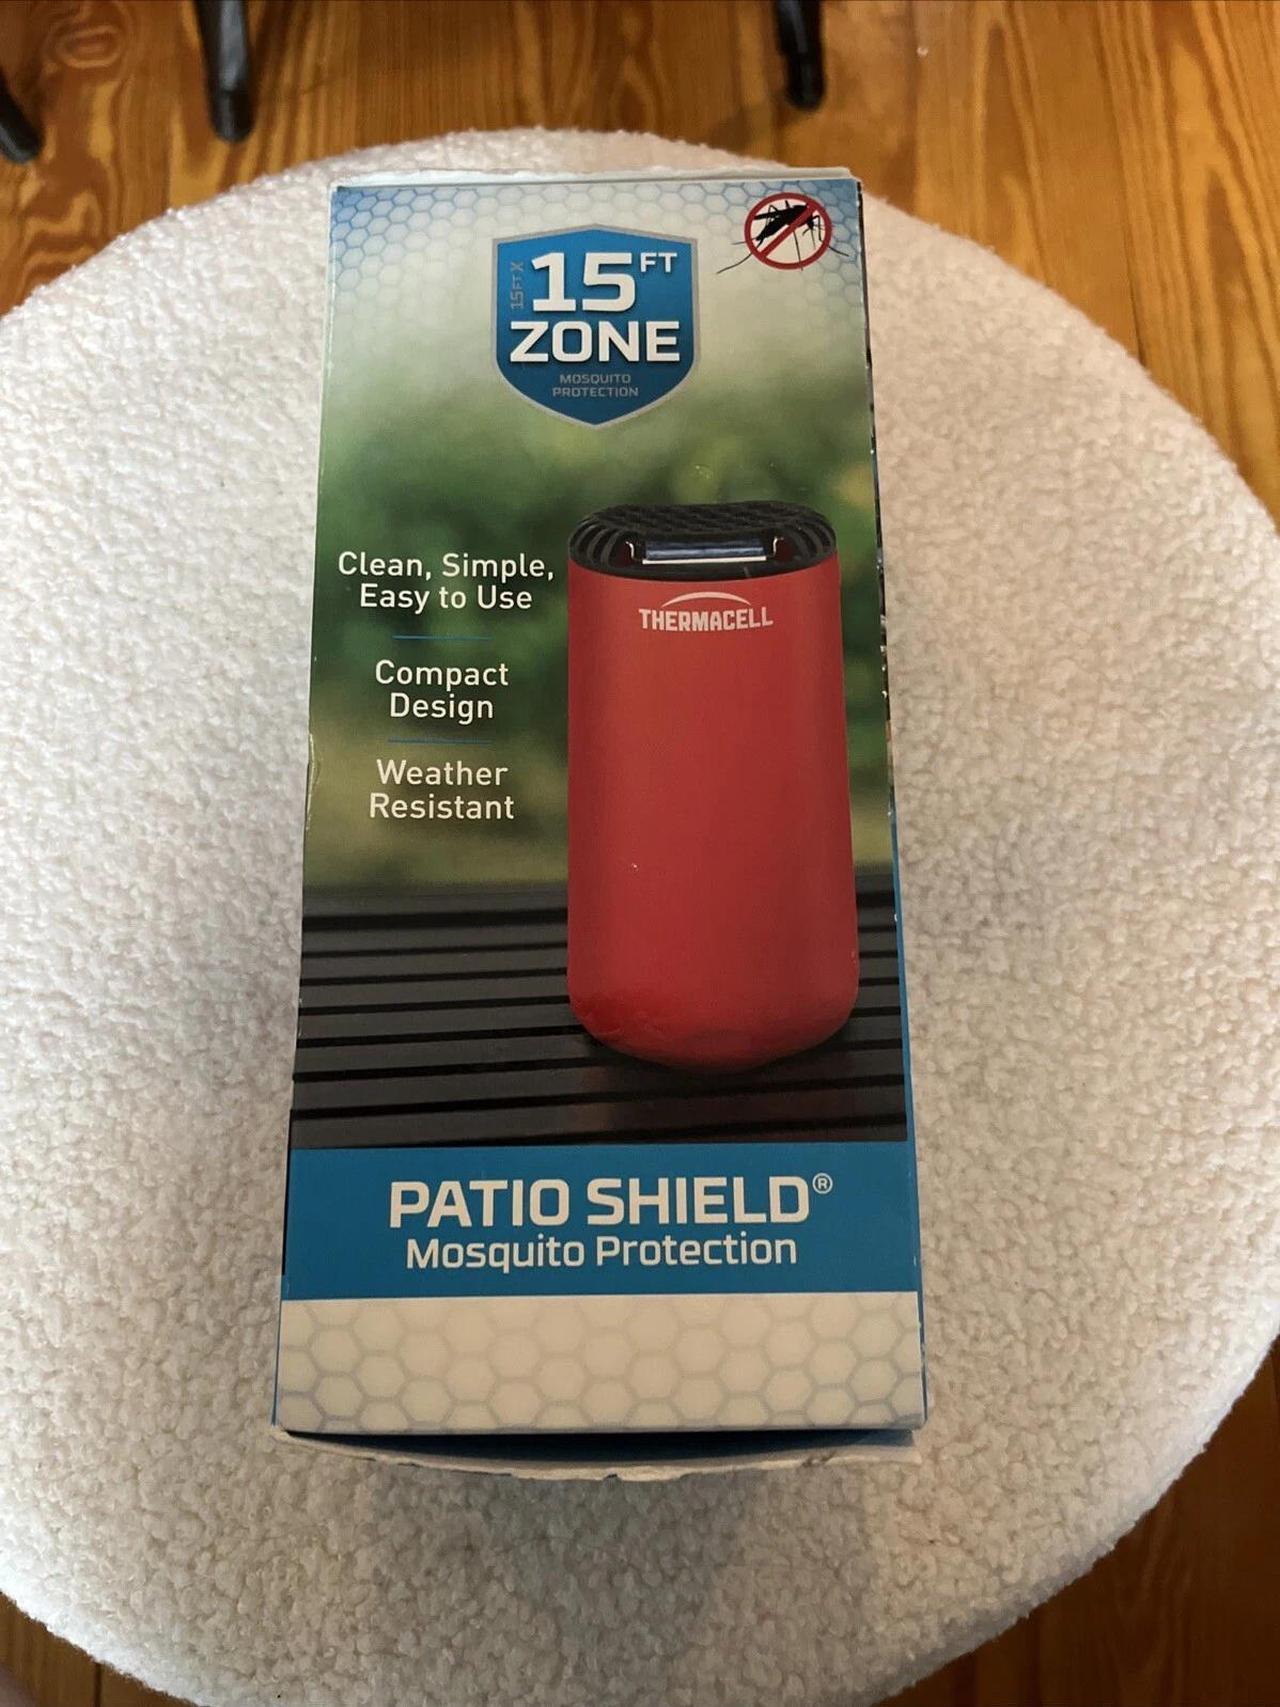 15FT X
15FT
ZONE
MOSQUITO
PROTECTION
Clean, Simple,
Easy to Use
Compact
Design
Weather
Resistant
THERMACELL
PATIO SHIELD®
Mosquito Protection